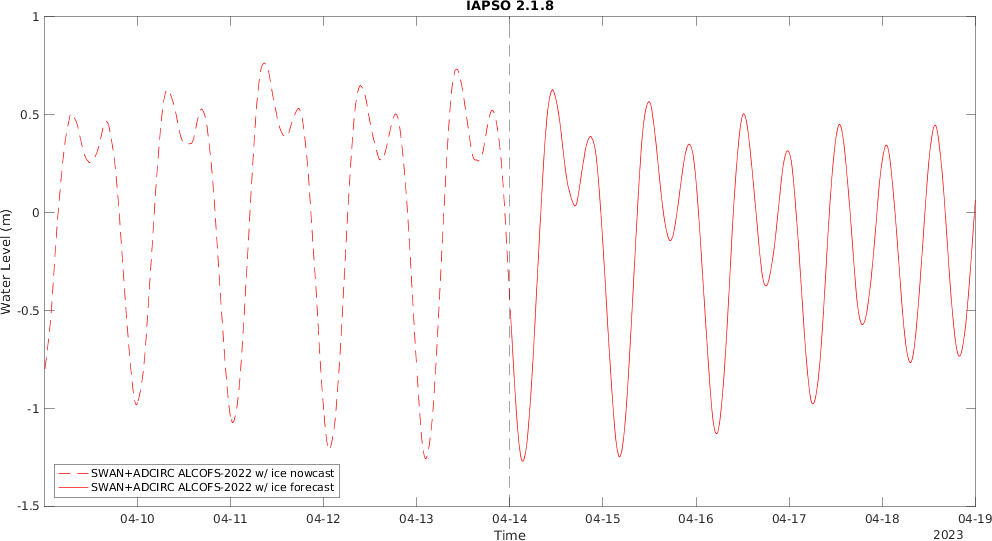 IAPSO 2.1.8
1
0.5
0
-0.5
-1
-1.5
Water Level (m)
SWAN+ADCIRC ALCOFS-2022 w/ ice nowcast
SWAN+ADCIRC ALCOFS-2022 w/ ice forecast
04-10 04-11 04-12 04-13 04-14 04-15 04-16 04-17 04-18 04-19
Time
2023